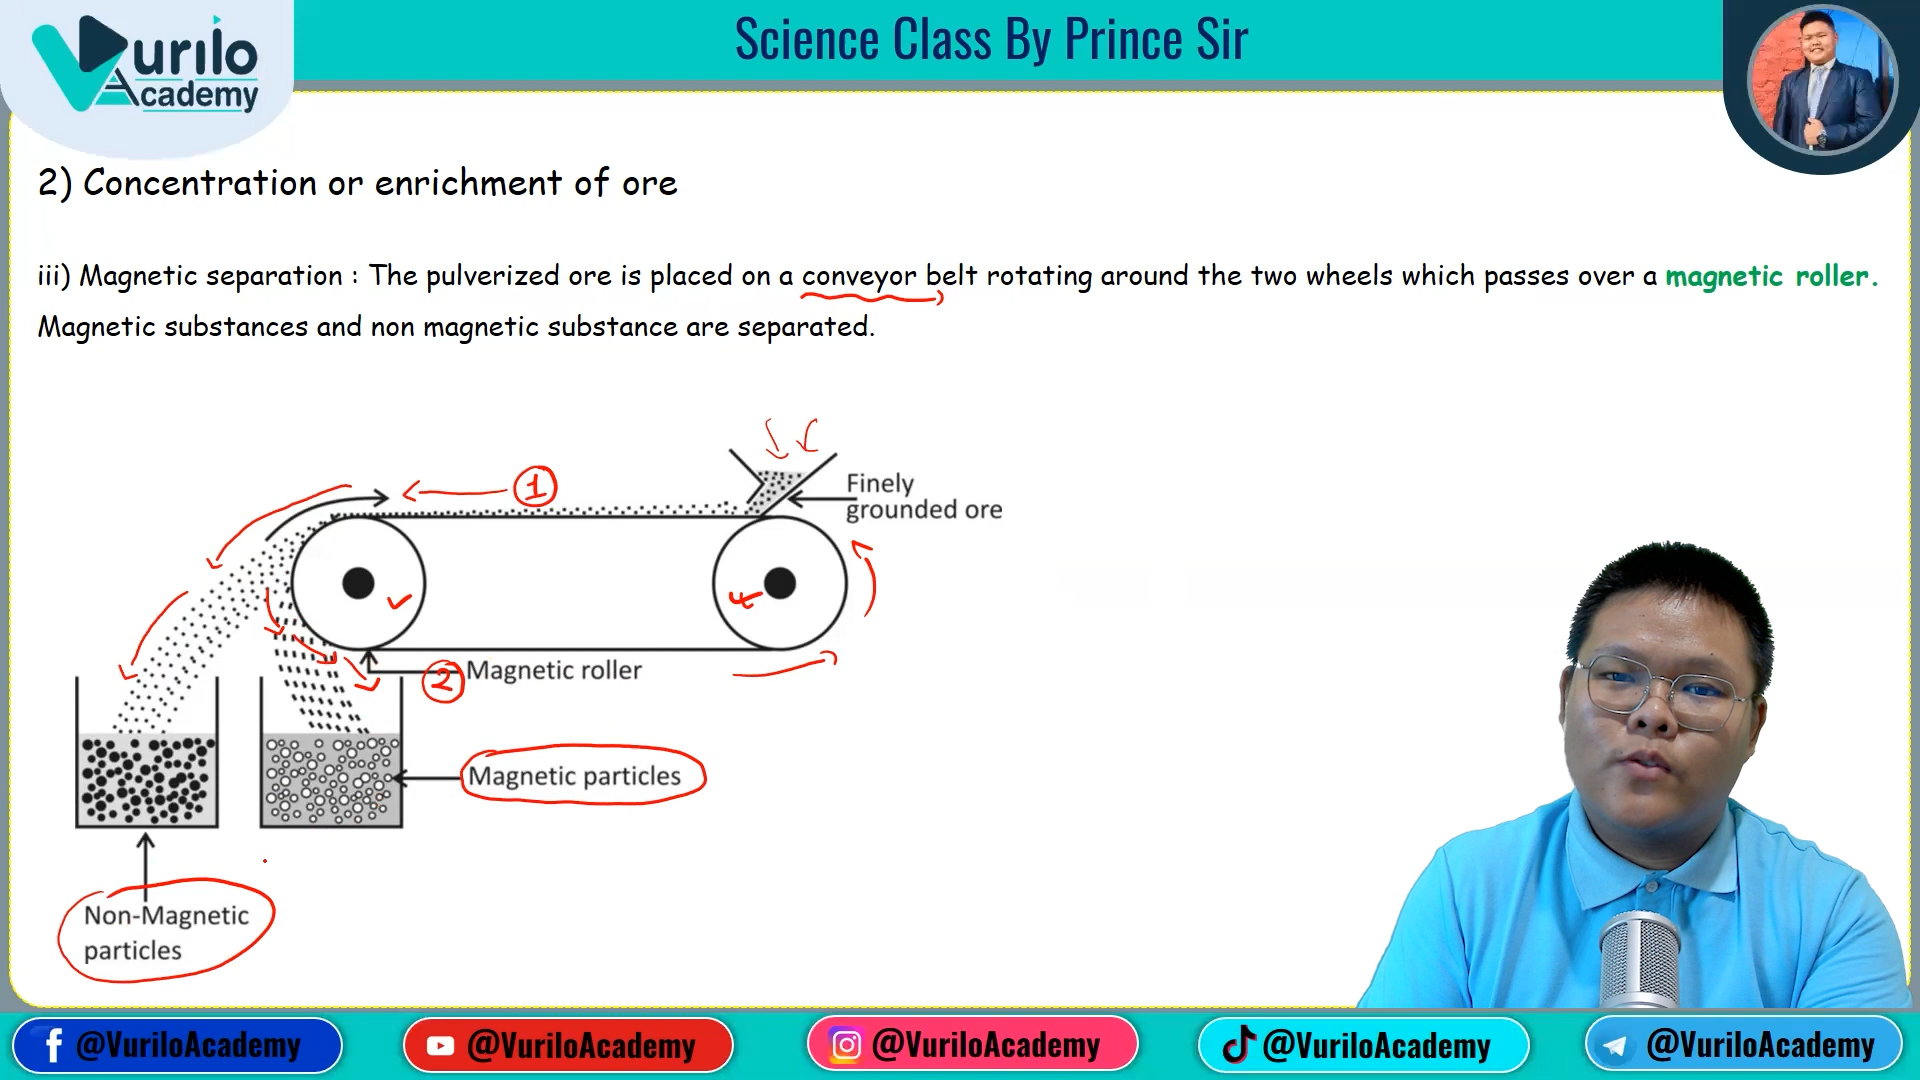 Vurilo
Academy
Science Class By Prince Sir
2) Concentration or enrichment of ore
iii) Magnetic separation : The pulverized ore is placed on a conveyor belt rotating around the two wheels which passes over a magnetic roller.
Magnetic substances and non magnetic substance are separated.
1
Finely
grounded ore
2 Magnetic roller
Magnetic particles
Non-Magnetic
particles
@VuriloAcademy
@VuriloAcademy
@VuriloAcademy
@VuriloAcademy
@VuriloAcademy